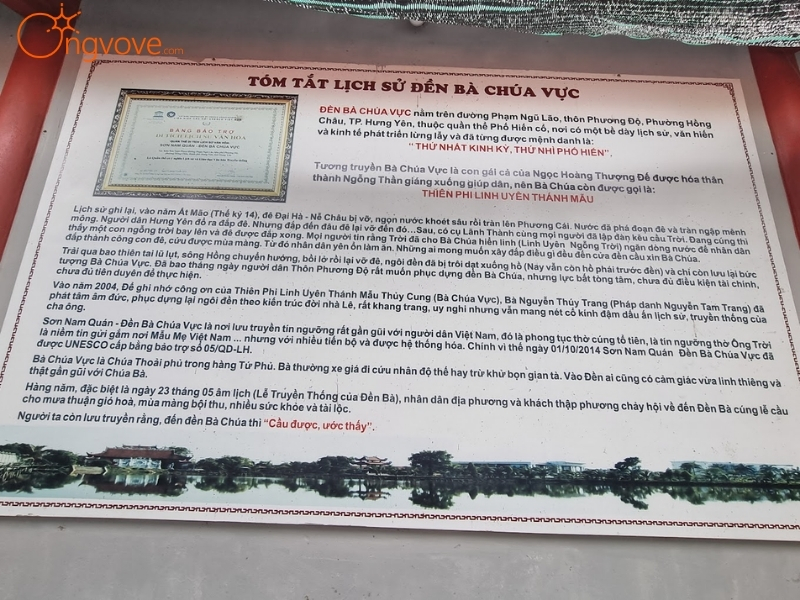 Ongvove.com
TÓM TẮT LỊCH SỬ ĐỀN BÀ CHÚA VỰC
BẰNG BẢO TRỢ
DI TÍCH LỊCH SỬ VĂN HÓA
SƠN NAM QUÁN - ĐỀN BÀ CHÚA VỰC
ĐỀN BÀ CHÚA VỰC nằm trên đường Phạm Ngũ Lão, thôn Phương Độ, Phường Hồng
Châu, TP. Hưng Yên, thuộc quần thể Phố Hiến cổ, nơi có một bề dày lịch sử, văn hiến
và kinh tế phát triển lừng lẫy và đã từng được mệnh danh là:
"THỨ NHẤT KINH KỲ, THỨ NHÌ PHỐ HIẾN".
Tương truyền Bà Chúa Vực là con gái cả của Ngọc Hoàng Thượng Đế được hóa thân
thành Ngỗng Thần giáng xuống giúp dân, nên Bà Chúa còn được gọi là:
THIÊN PHI LINH UYÊN THÁNH MẪU
Lịch sử ghi lại, vào năm Ất Mão (Thế kỷ 14), đê Đại Hà - Nễ Châu bị vỡ, ngọn nước khoét sâu rồi tràn lên Phương Cái. Nước đã phá đoạn đê và tràn ngập mênh
mông. Người dân Hưng Yên đổ ra đắp đê. Nhưng đắp đến đâu đê lại vỡ đến đó...Sau, có cụ Lành Thành cùng mọi người đã lập đàn kêu cầu Trời. Đang cúng thì
thấy một con ngỗng trời bay lên và đê được đắp xong. Mọi người tin rằng Trời đã cho Bà Chúa hiển linh (Linh Uyên Ngỗng Trời) ngăn dòng nước để nhân dân
đắp thành công con đê, cứu được mùa màng. Từ đó nhân dân yên ổn làm ăn. Những ai mong muốn xây đắp điều gì đều đến cửa đền cầu xin Bà Chúa.
Trải qua bao thiên tai lũ lụt, sông Hồng chuyển hướng, bồi lở rồi lại vỡ đê, ngôi đền đã bị trôi dạt xuống hồ (Nay vẫn còn hồ phái trước đền) và chỉ còn lưu lại bức
tượng Bà Chúa Vực. Đã bao tháng ngày người dân Thôn Phương Độ rất muốn phục dựng đền Bà Chúa, nhưng lực bất tòng tâm, chưa đủ điều kiện tài chính,
chưa đủ tiên duyên để thực hiện.
Vào năm 2004, Để ghi nhớ công ơn của Thiên Phi Linh Uyên Thánh Mẫu Thủy Cung (Bà Chúa Vực), Bà Nguyễn Thủy Trang (Pháp danh Nguyễn Tam Trang) đã
phát tâm âm đức, phục dựng lại ngôi đền theo kiến trúc đời nhà Lê, rất khang trang, uy nghi nhưng vẫn mang nét cổ kính đậm dấu ấn lịch sử, truyền thống của
cha ông.
Sơn Nam Quán - Đền Bà Chúa Vực là nơi lưu truyền tín ngưỡng rất gần gũi với người dân Việt Nam, đó là phong tục thờ cúng tổ tiên, là tín ngưỡng thờ Ông Trời
là niềm tin gửi gắm nơi Mẫu Mẹ Việt Nam ... nhưng với nhiều tiến bộ và được hệ thống hóa. Chính vì thế ngày 01/10/2014 Sơn Nam Quán Đền Bà Chúa Vực đã
được UNESCO cấp bằng bảo trợ số 05/QD-LH.
Bà Chúa Vực là Chúa Thoải phủ trong hàng Tứ Phủ. Bà thường xe giá đi cứu nhân độ thế hay trừ khử bọn gian tà. Vào Đền ai cũng có cảm giác vừa linh thiêng và
thật gần gũi với Chúa Bà.
Hàng năm, đặc biệt là ngày 23 tháng 05 âm lịch (Lễ Truyền Thống của Đền Bà), nhân dân địa phương và khách thập phương chảy hội về đến Đền Bà cúng lễ cầu
cho mưa thuận gió hoà, mùa màng bội thu, nhiều sức khỏe và tài lộc.
Người ta còn lưu truyền rằng, đến đền Bà Chúa thì "Cầu được, ước thấy".